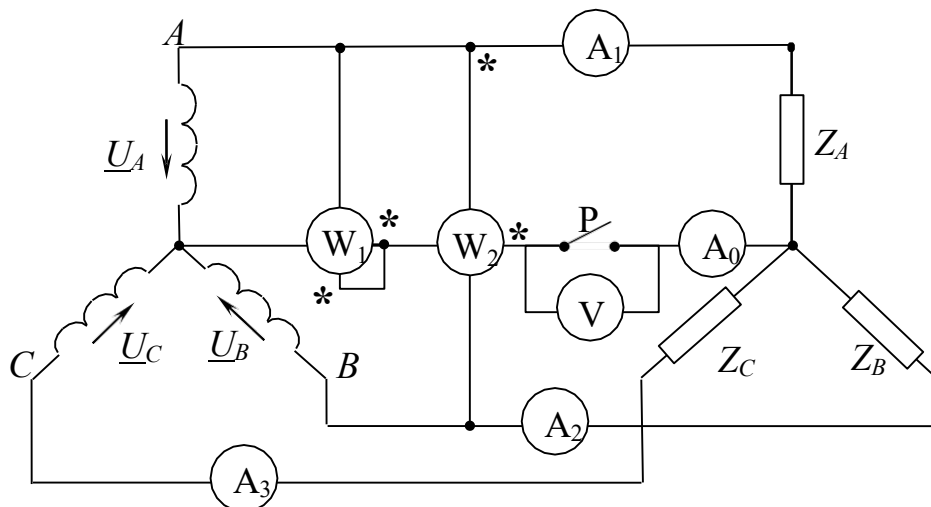 A
*
A1
U_A
Z_A
*
P
W1
W2
*
A0
*
V
C
U_C
U_B
B
Z_C
Z_B
A2
A3